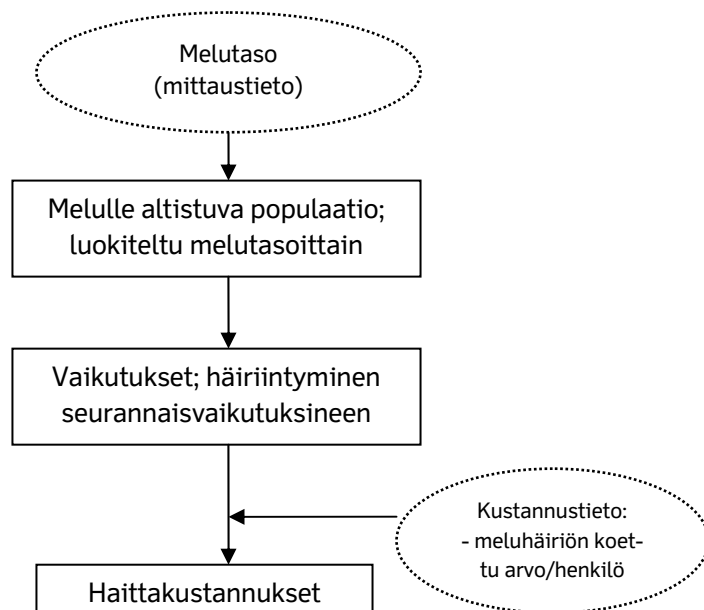 Melutaso
(mittaustieto)
Melulle altistuva populaatio;
luokiteltu melutasoittain
Vaikutukset; häiriintyminen
seurannaisvaikutuksineen
Kustannustieto:
- meluhäiriön koet-
tu arvo/henkilö
Haittakustannukset